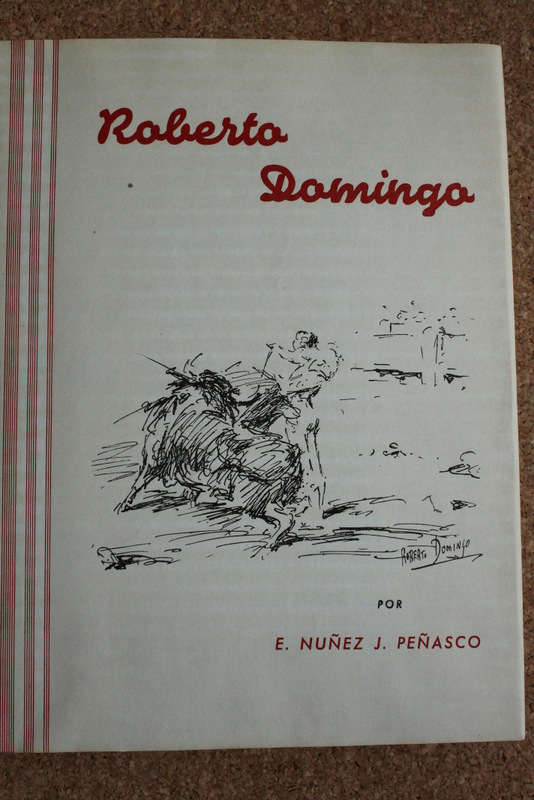 Roberto
Domingo
ROBERTO DOMINGO
POR
E. NUÑEZ J. PEÑASCO